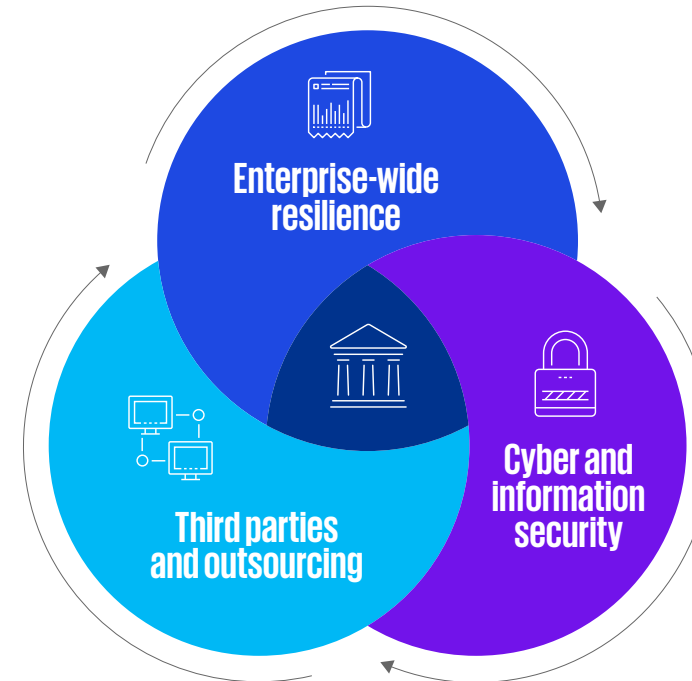 Enterprise-wide
resilience
Cyber and
information
security
Third parties
and outsourcing